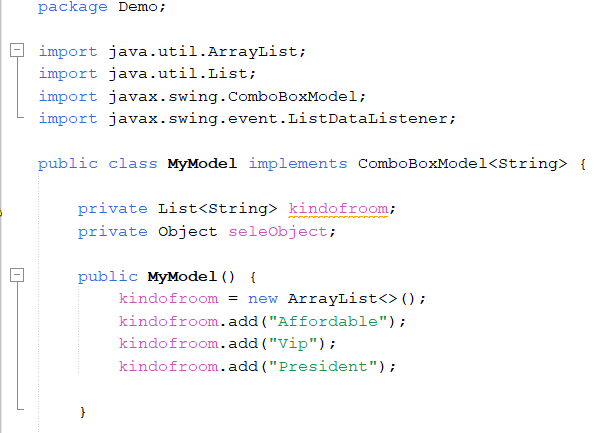 package Demo;
import java.util.ArrayList;
import java.util.List;
import javax.swing.ComboBoxModel;
import javax.swing.event.ListDataListener;
public class MyModel implements ComboBoxModel<String> {
private List<String> kindofroom;
private Object seleObject;
public MyModel() {
kindofroom = new ArrayList<>();
kindofroom.add("Affordable");
kindofroom.add("Vip");
kindofroom.add("President");
}